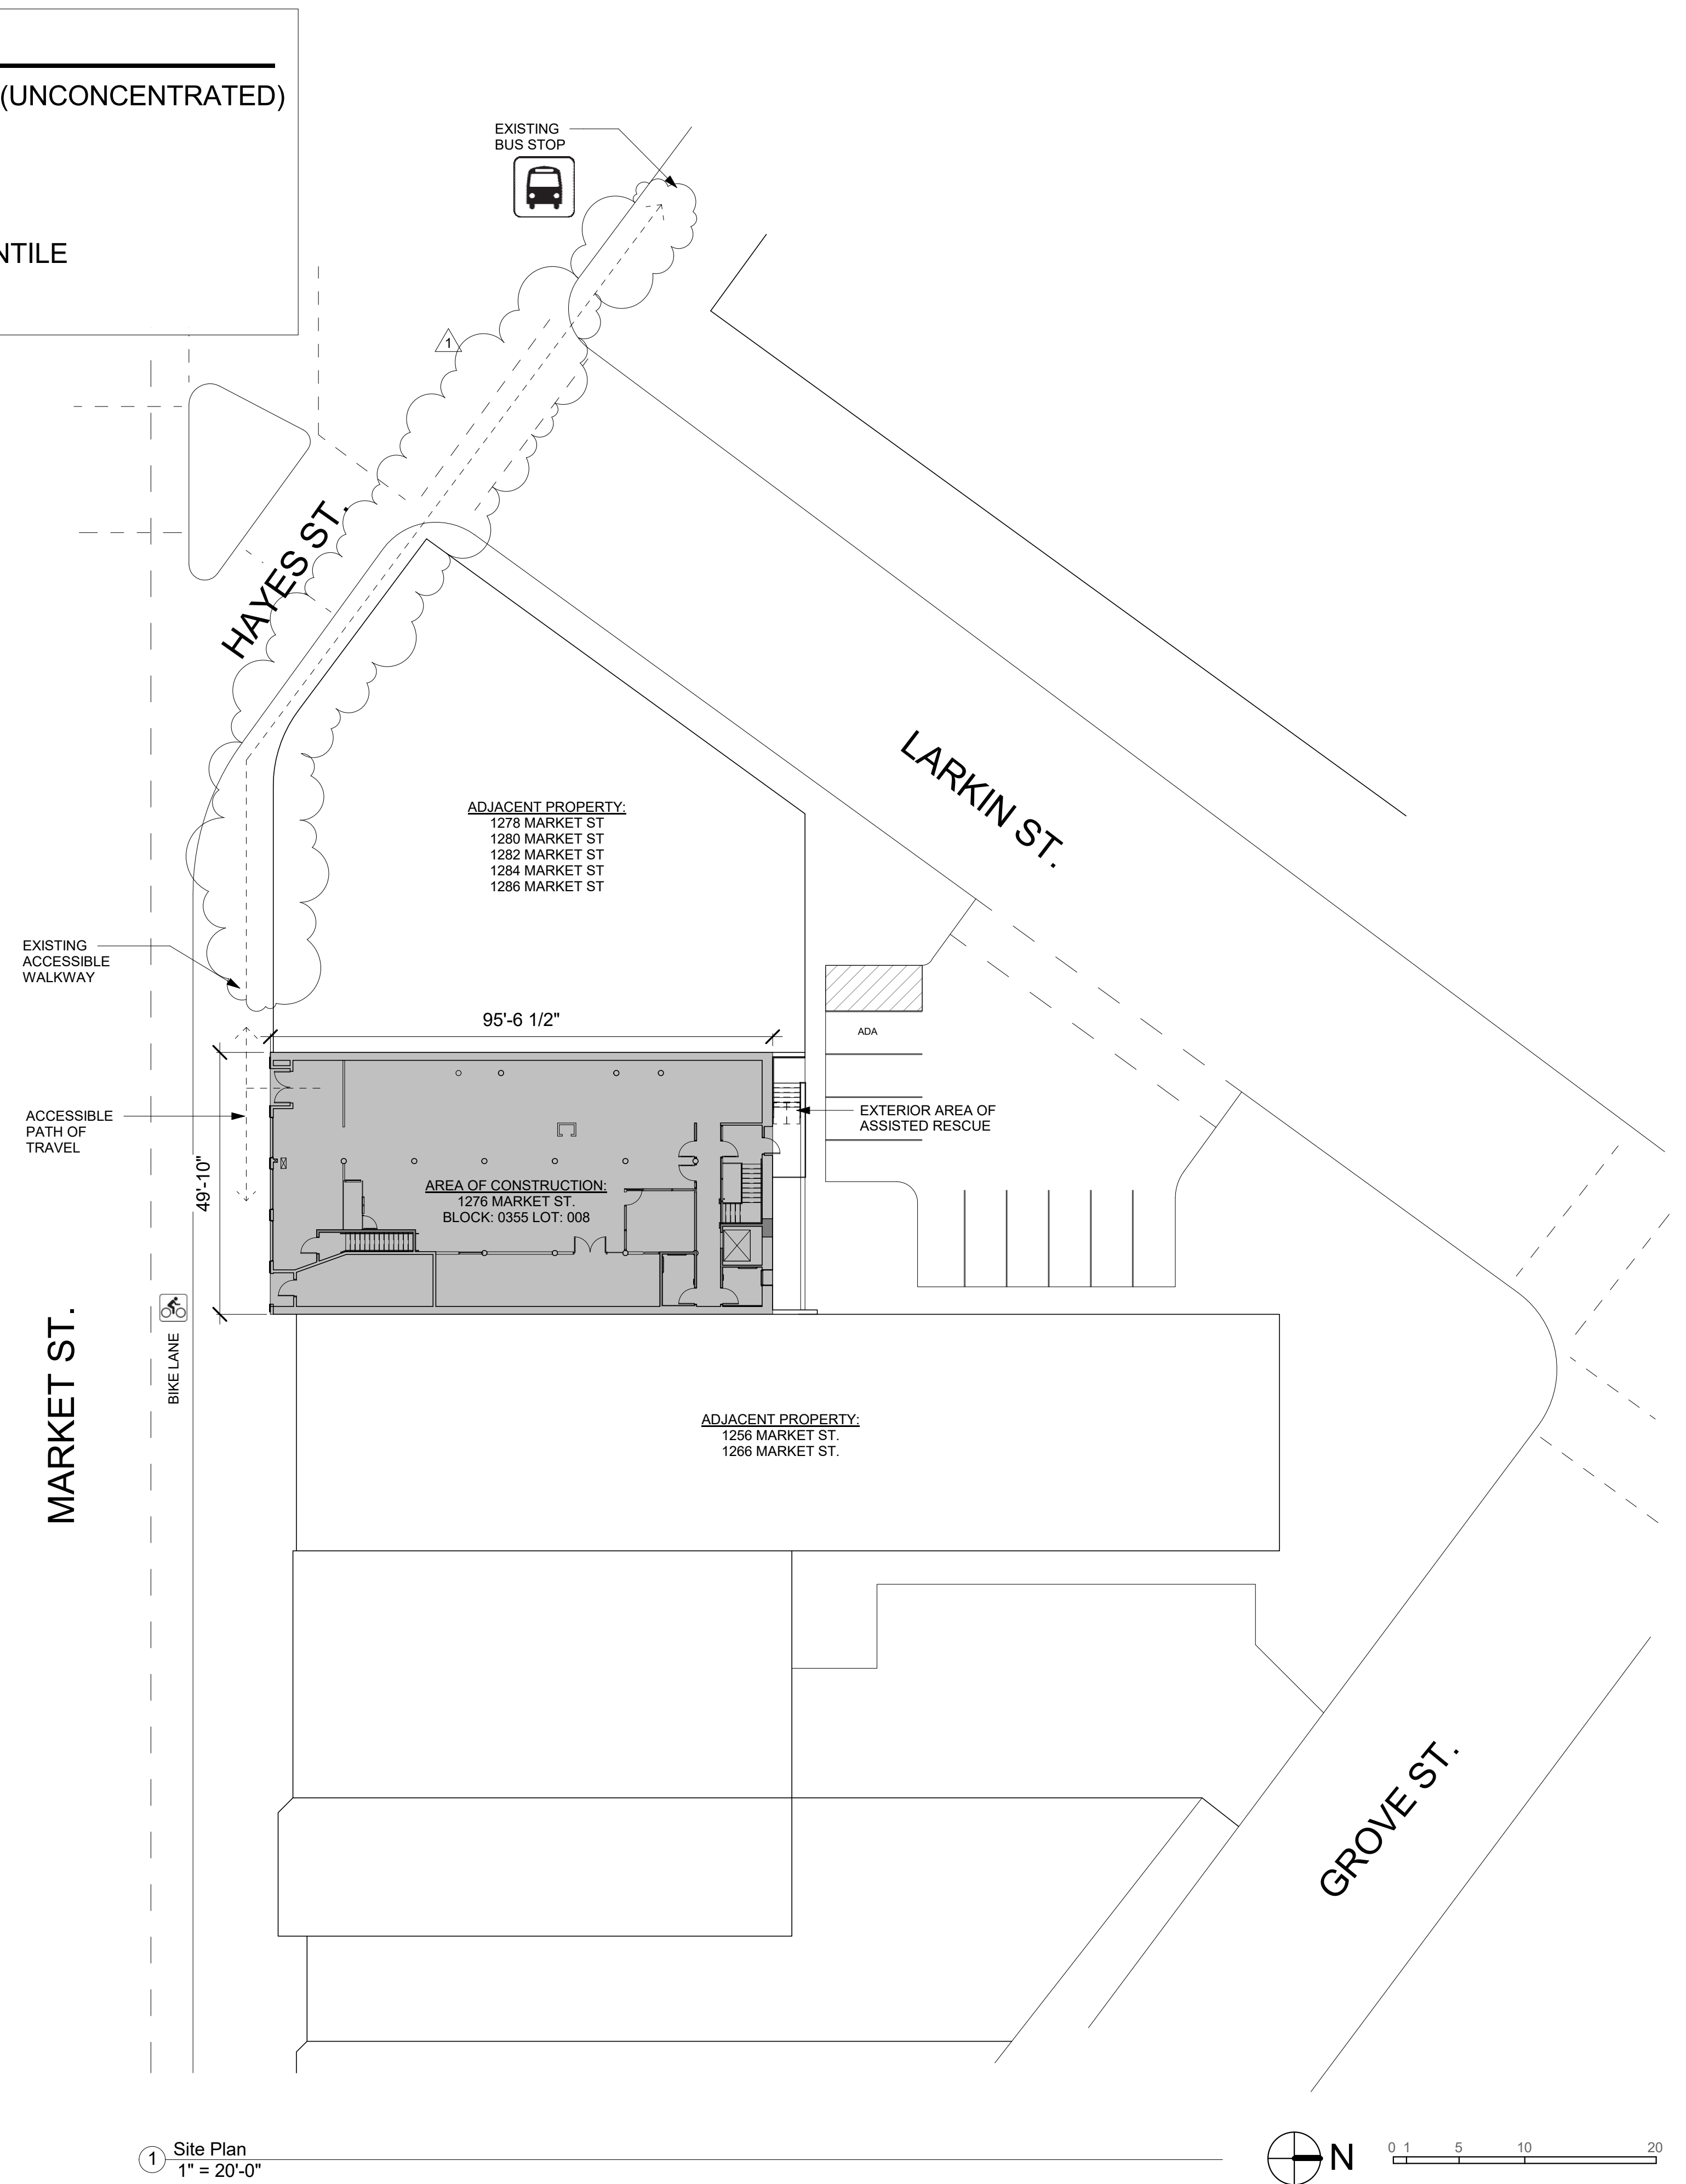 (UNCONCENTRATED)
NTILE
EXISTING
BUS STOP
1
HAYES ST.
LARKIN ST.
ADJACENT PROPERTY:
1278 MARKET ST
1280 MARKET ST
1282 MARKET ST
1284 MARKET ST
1286 MARKET ST
EXISTING
ACCESSIBLE
WALKWAY
95'-6 1/2"
ADA
ACCESSIBLE
PATH OF
TRAVEL
EXTERIOR AREA OF
ASSISTED RESCUE
49'-10"
AREA OF CONSTRUCTION:
1276 MARKET ST.
BLOCK: 0355 LOT: 008
MARKET ST.
BIKE LANE
ADJACENT PROPERTY:
1256 MARKET ST.
1266 MARKET ST.
GROVE ST.
1 Site Plan
1" = 20'-0"
N
0 1 5 10 20